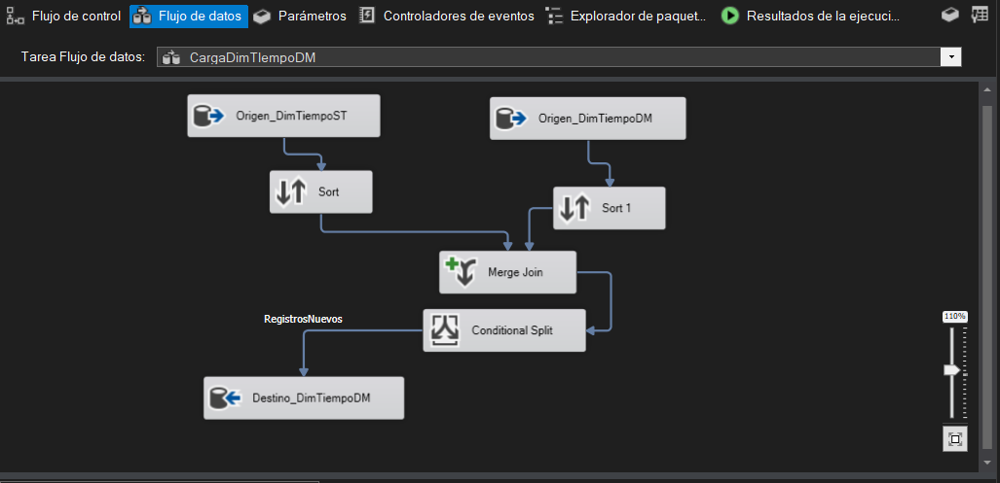 Flujo de control
Flujo de datos
Parámetros
Controladores de eventos
Explorador de paquet...
Resultados de la ejecuci...
Tarea Flujo de datos:
CargaDimTIempoDM
Origen_DimTiempoST
Origen_DimTiempoDM
Sort
Sort 1
Merge Join
RegistrosNuevos
Conditional Split
Destino_DimTiempoDM
110%